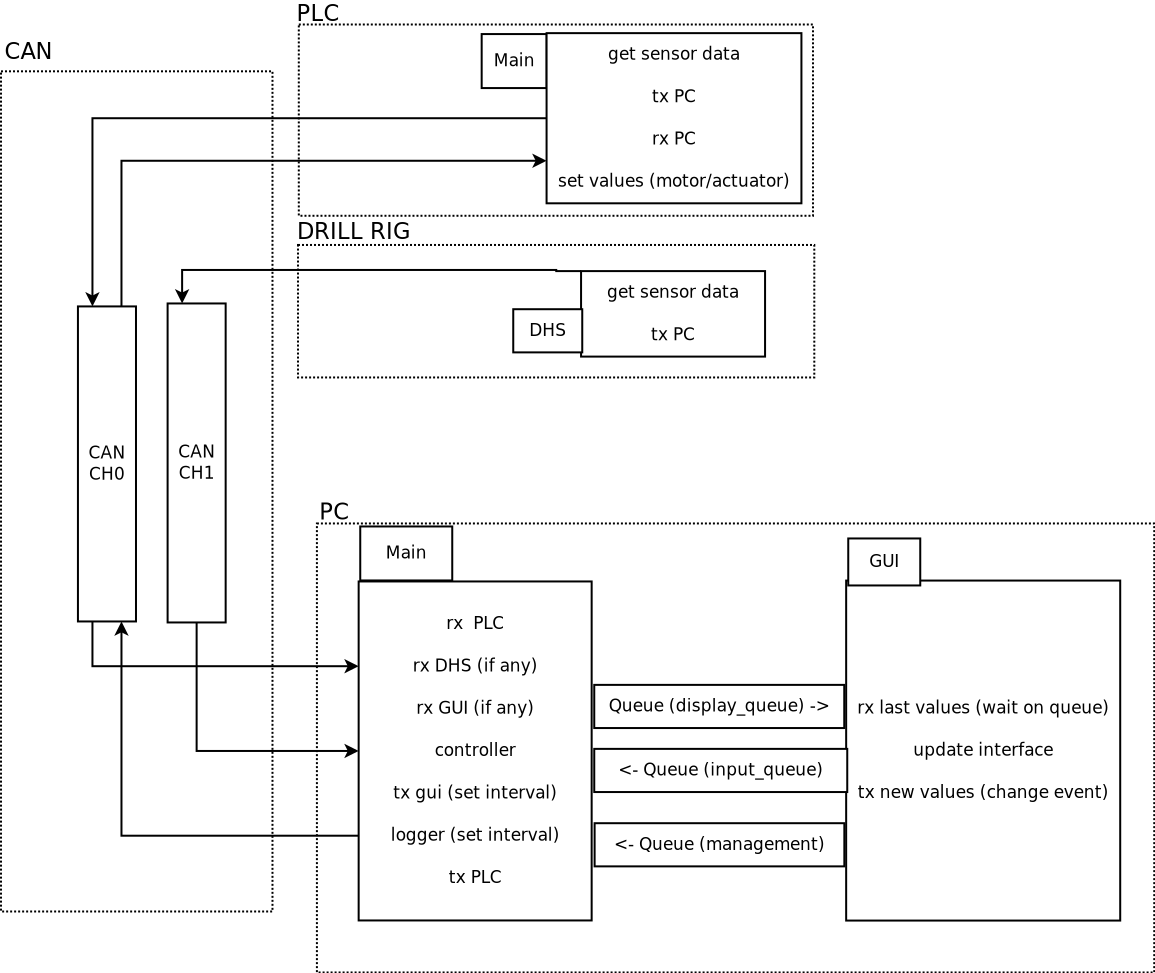 PLC
CAN
Main
get sensor data
tx PC
rx PC
set values (motor/actuator)
DRILL RIG
get sensor data
DHS
tx PC
CAN
CH0
CAN
CH1
PC
Main
GUI
rx  PLC
rx DHS (if any)
rx GUI (if any)
controller
tx gui (set interval)
logger (set interval)
tx PLC
Queue (display_queue) ->
<- Queue (input_queue)
<- Queue (management)
rx last values (wait on queue)
update interface
tx new values (change event)